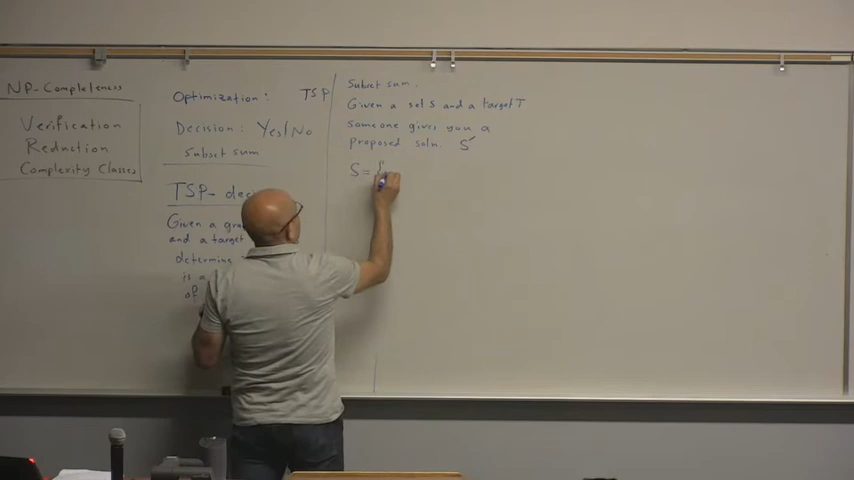 NP-Completeness
Verification
Reduction
Complexity Classes
Optimization: TSP
Decision: Yes/No
Subset sum
TSP- dec
Given a gra
and a target
determine
is a
of
Subset sum.
Given a set S and a target T
Someone gives you a
proposed soln. S'
S = {